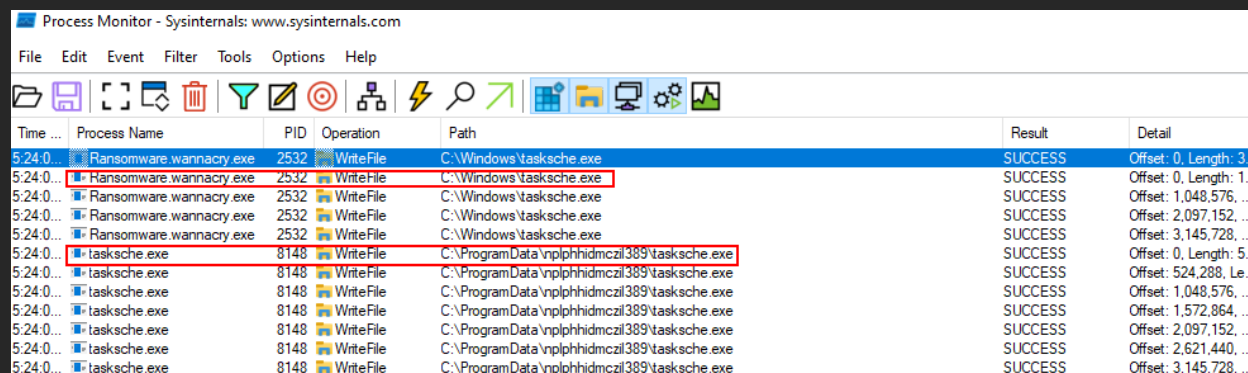 Process Monitor - Sysinternals: www.sysinternals.com
File Edit Event Filter Tools Options Help
Time ... Process Name PID Operation Path Result Detail
5:24:0... Ransomware.wannacry.exe 2532 WriteFile C:\Windows\tasksche.exe SUCCESS Offset: 0, Length: 3...
5:24:0... Ransomware.wannacry.exe 2532 WriteFile C:\Windows\tasksche.exe SUCCESS Offset: 0, Length: 1...
5:24:0... Ransomware.wannacry.exe 2532 WriteFile C:\Windows\tasksche.exe SUCCESS Offset: 1,048,576, ...
5:24:0... Ransomware.wannacry.exe 2532 WriteFile C:\Windows\tasksche.exe SUCCESS Offset: 2,097,152, ...
5:24:0... Ransomware.wannacry.exe 2532 WriteFile C:\Windows\tasksche.exe SUCCESS Offset: 3,145,728, ...
5:24:0... tasksche.exe 8148 WriteFile C:\ProgramData\nplphhidmczil389\tasksche.exe SUCCESS Offset: 0, Length: 5...
5:24:0... tasksche.exe 8148 WriteFile C:\ProgramData\nplphhidmczil389\tasksche.exe SUCCESS Offset: 524,288, Le...
5:24:0... tasksche.exe 8148 WriteFile C:\ProgramData\nplphhidmczil389\tasksche.exe SUCCESS Offset: 1,048,576, ...
5:24:0... tasksche.exe 8148 WriteFile C:\ProgramData\nplphhidmczil389\tasksche.exe SUCCESS Offset: 1,572,864, ...
5:24:0... tasksche.exe 8148 WriteFile C:\ProgramData\nplphhidmczil389\tasksche.exe SUCCESS Offset: 2,097,152, ...
5:24:0... tasksche.exe 8148 WriteFile C:\ProgramData\nplphhidmczil389\tasksche.exe SUCCESS Offset: 2,621,440, ...
5:24:0... tasksche.exe 8148 WriteFile C:\ProgramData\nplphhidmczil389\tasksche.exe SUCCESS Offset: 3,145,728, ...